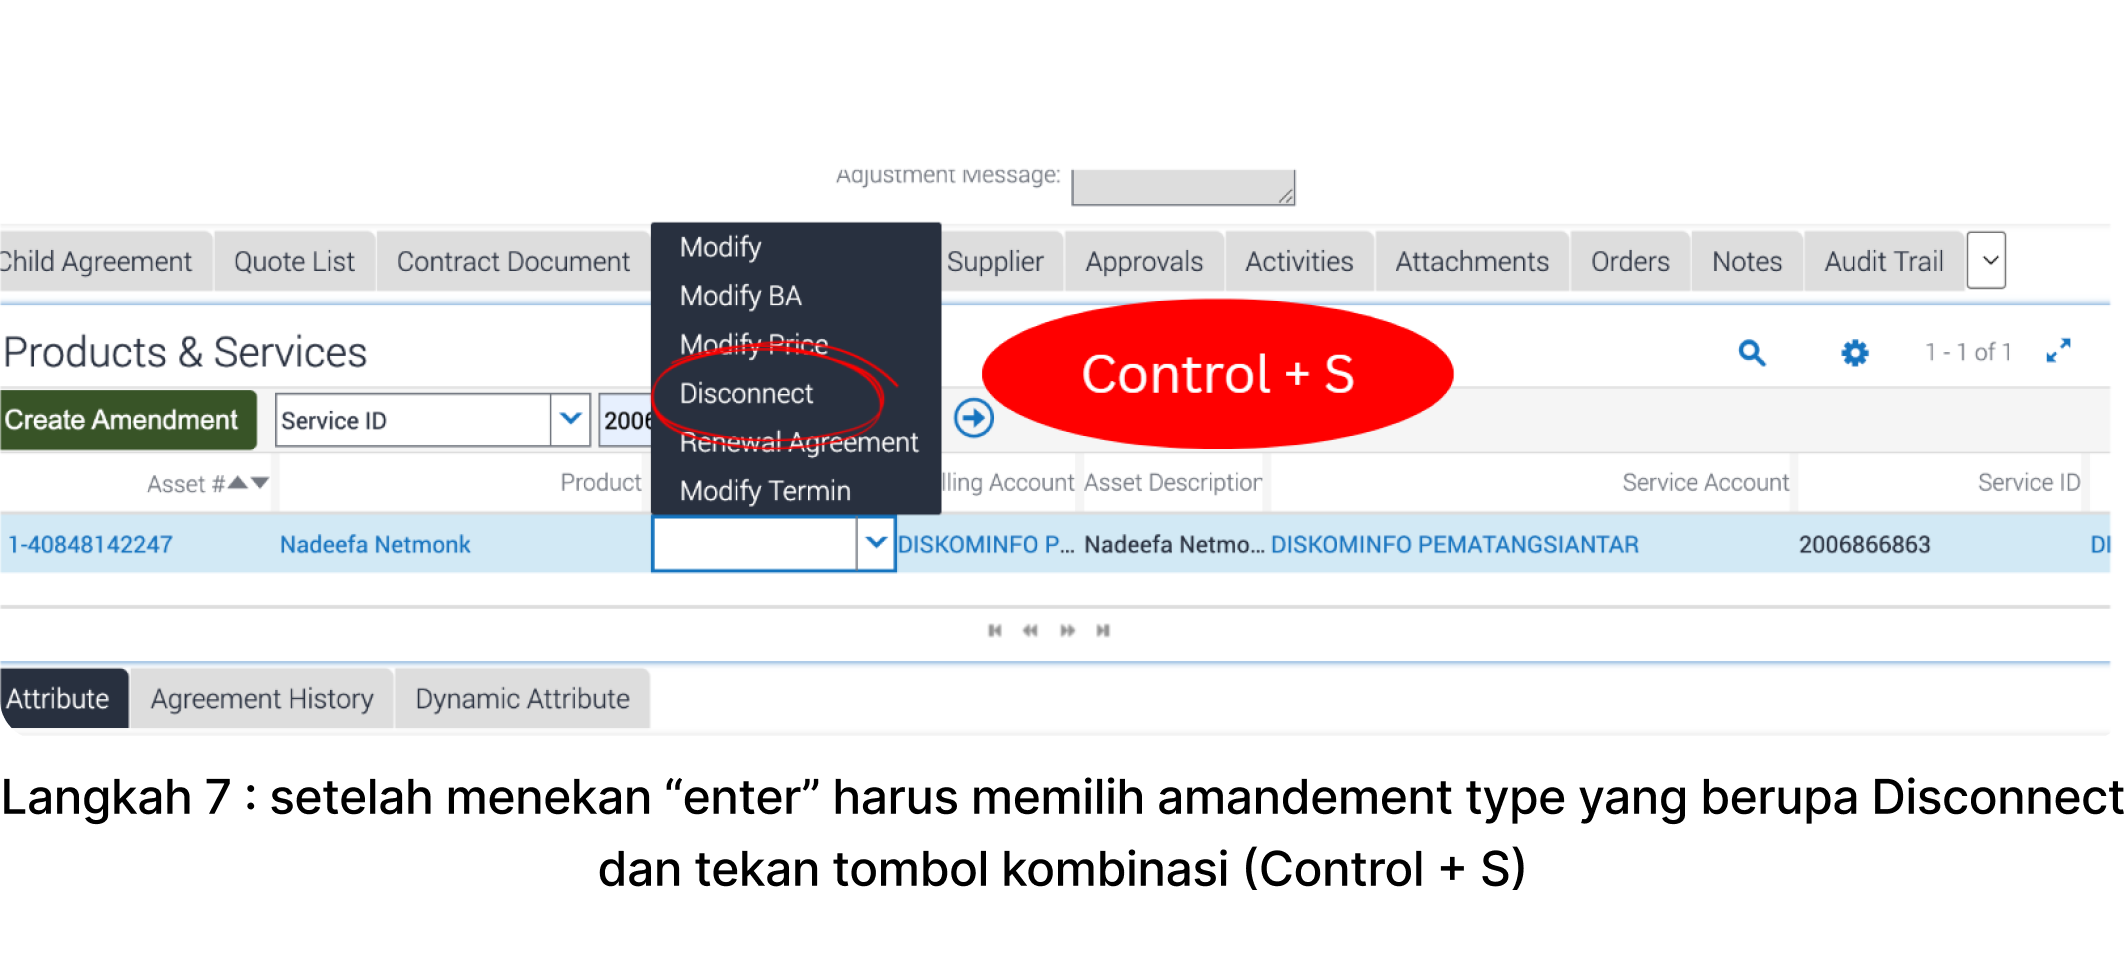 Adjustment Message:
Child Agreement Quote List Contract Document Supplier Approvals Activities Attachments Orders Notes Audit Trail
Modify
Modify BA
Modify Price
Disconnect
Renewal Agreement
Modify Termin
Control + S
Products & Services
1 - 1 of 1
Create Amendment Service ID 2006
Asset # Product lling Account Asset Description Service Account Service ID
1-40848142247 Nadeefa Netmonk DISKOMINFO P... Nadeefa Netmo... DISKOMINFO PEMATANGSIANTAR 2006866863 DI
Attribute Agreement History Dynamic Attribute
Langkah 7 : setelah menekan “enter” harus memilih amandement type yang berupa Disconnect
dan tekan tombol kombinasi (Control + S)